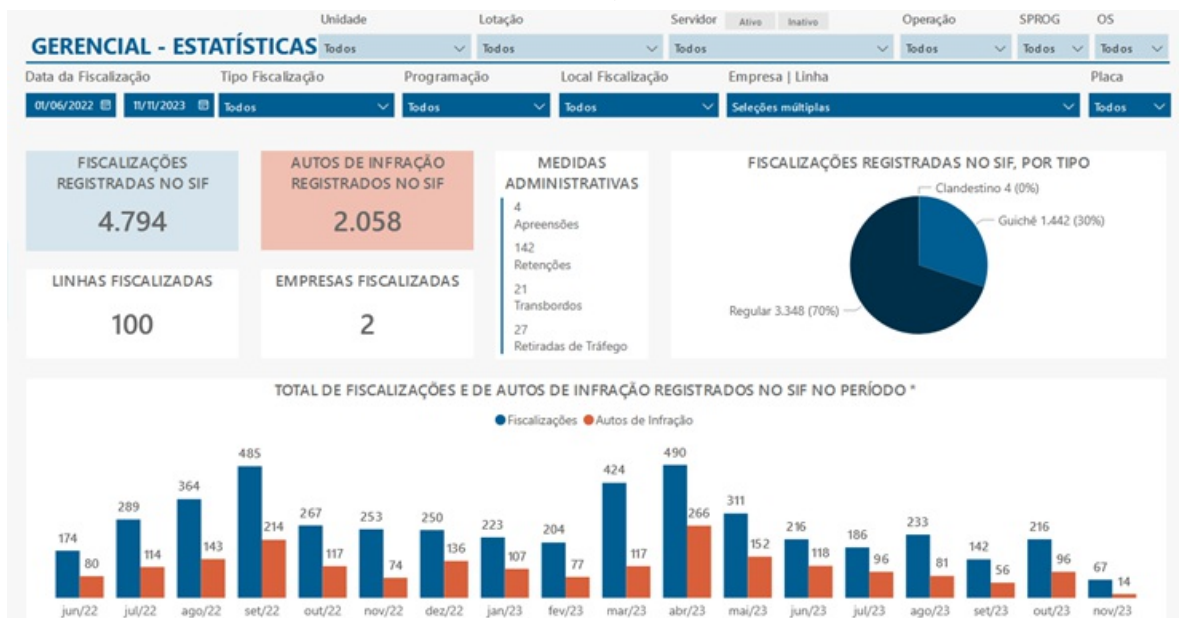 Unidade Lotação Servidor Ativo Inativo Operação SPROG OS
GERENCIAL - ESTATÍSTICAS Todos Todos Todos Todos Todos Todos
Data da Fiscalização Tipo Fiscalização Programação Local Fiscalização Empresa | Linha Placa
01/06/2022 11/11/2023 Todos Todos Todos Seleções múltiplas Todos
FISCALIZAÇÕES
REGISTRADAS NO SIF
4.794
AUTOS DE INFRAÇÃO
REGISTRADOS NO SIF
2.058
LINHAS FISCALIZADAS
100
EMPRESAS FISCALIZADAS
2
MEDIDAS
ADMINISTRATIVAS
4
Apreensões
142
Retenções
21
Transbordos
27
Retiradas de Tráfego
FISCALIZAÇÕES REGISTRADAS NO SIF, POR TIPO
Clandestino 4 (0%)
Guichê 1.442 (30%)
Regular 3.348 (70%)
TOTAL DE FISCALIZAÇÕES E DE AUTOS DE INFRAÇÃO REGISTRADOS NO SIF NO PERÍODO *
Fiscalizações Autos de Infração
174 80 289 114 364 143 485 214 267 117 253 74 250 136 223 107 204 77 424 117 490 266 311 152 216 118 186 96 233 81 142 56 216 96 67 14
jun/22 jul/22 ago/22 set/22 out/22 nov/22 dez/22 jan/23 fev/23 mar/23 abr/23 mai/23 jun/23 jul/23 ago/23 set/23 out/23 nov/23